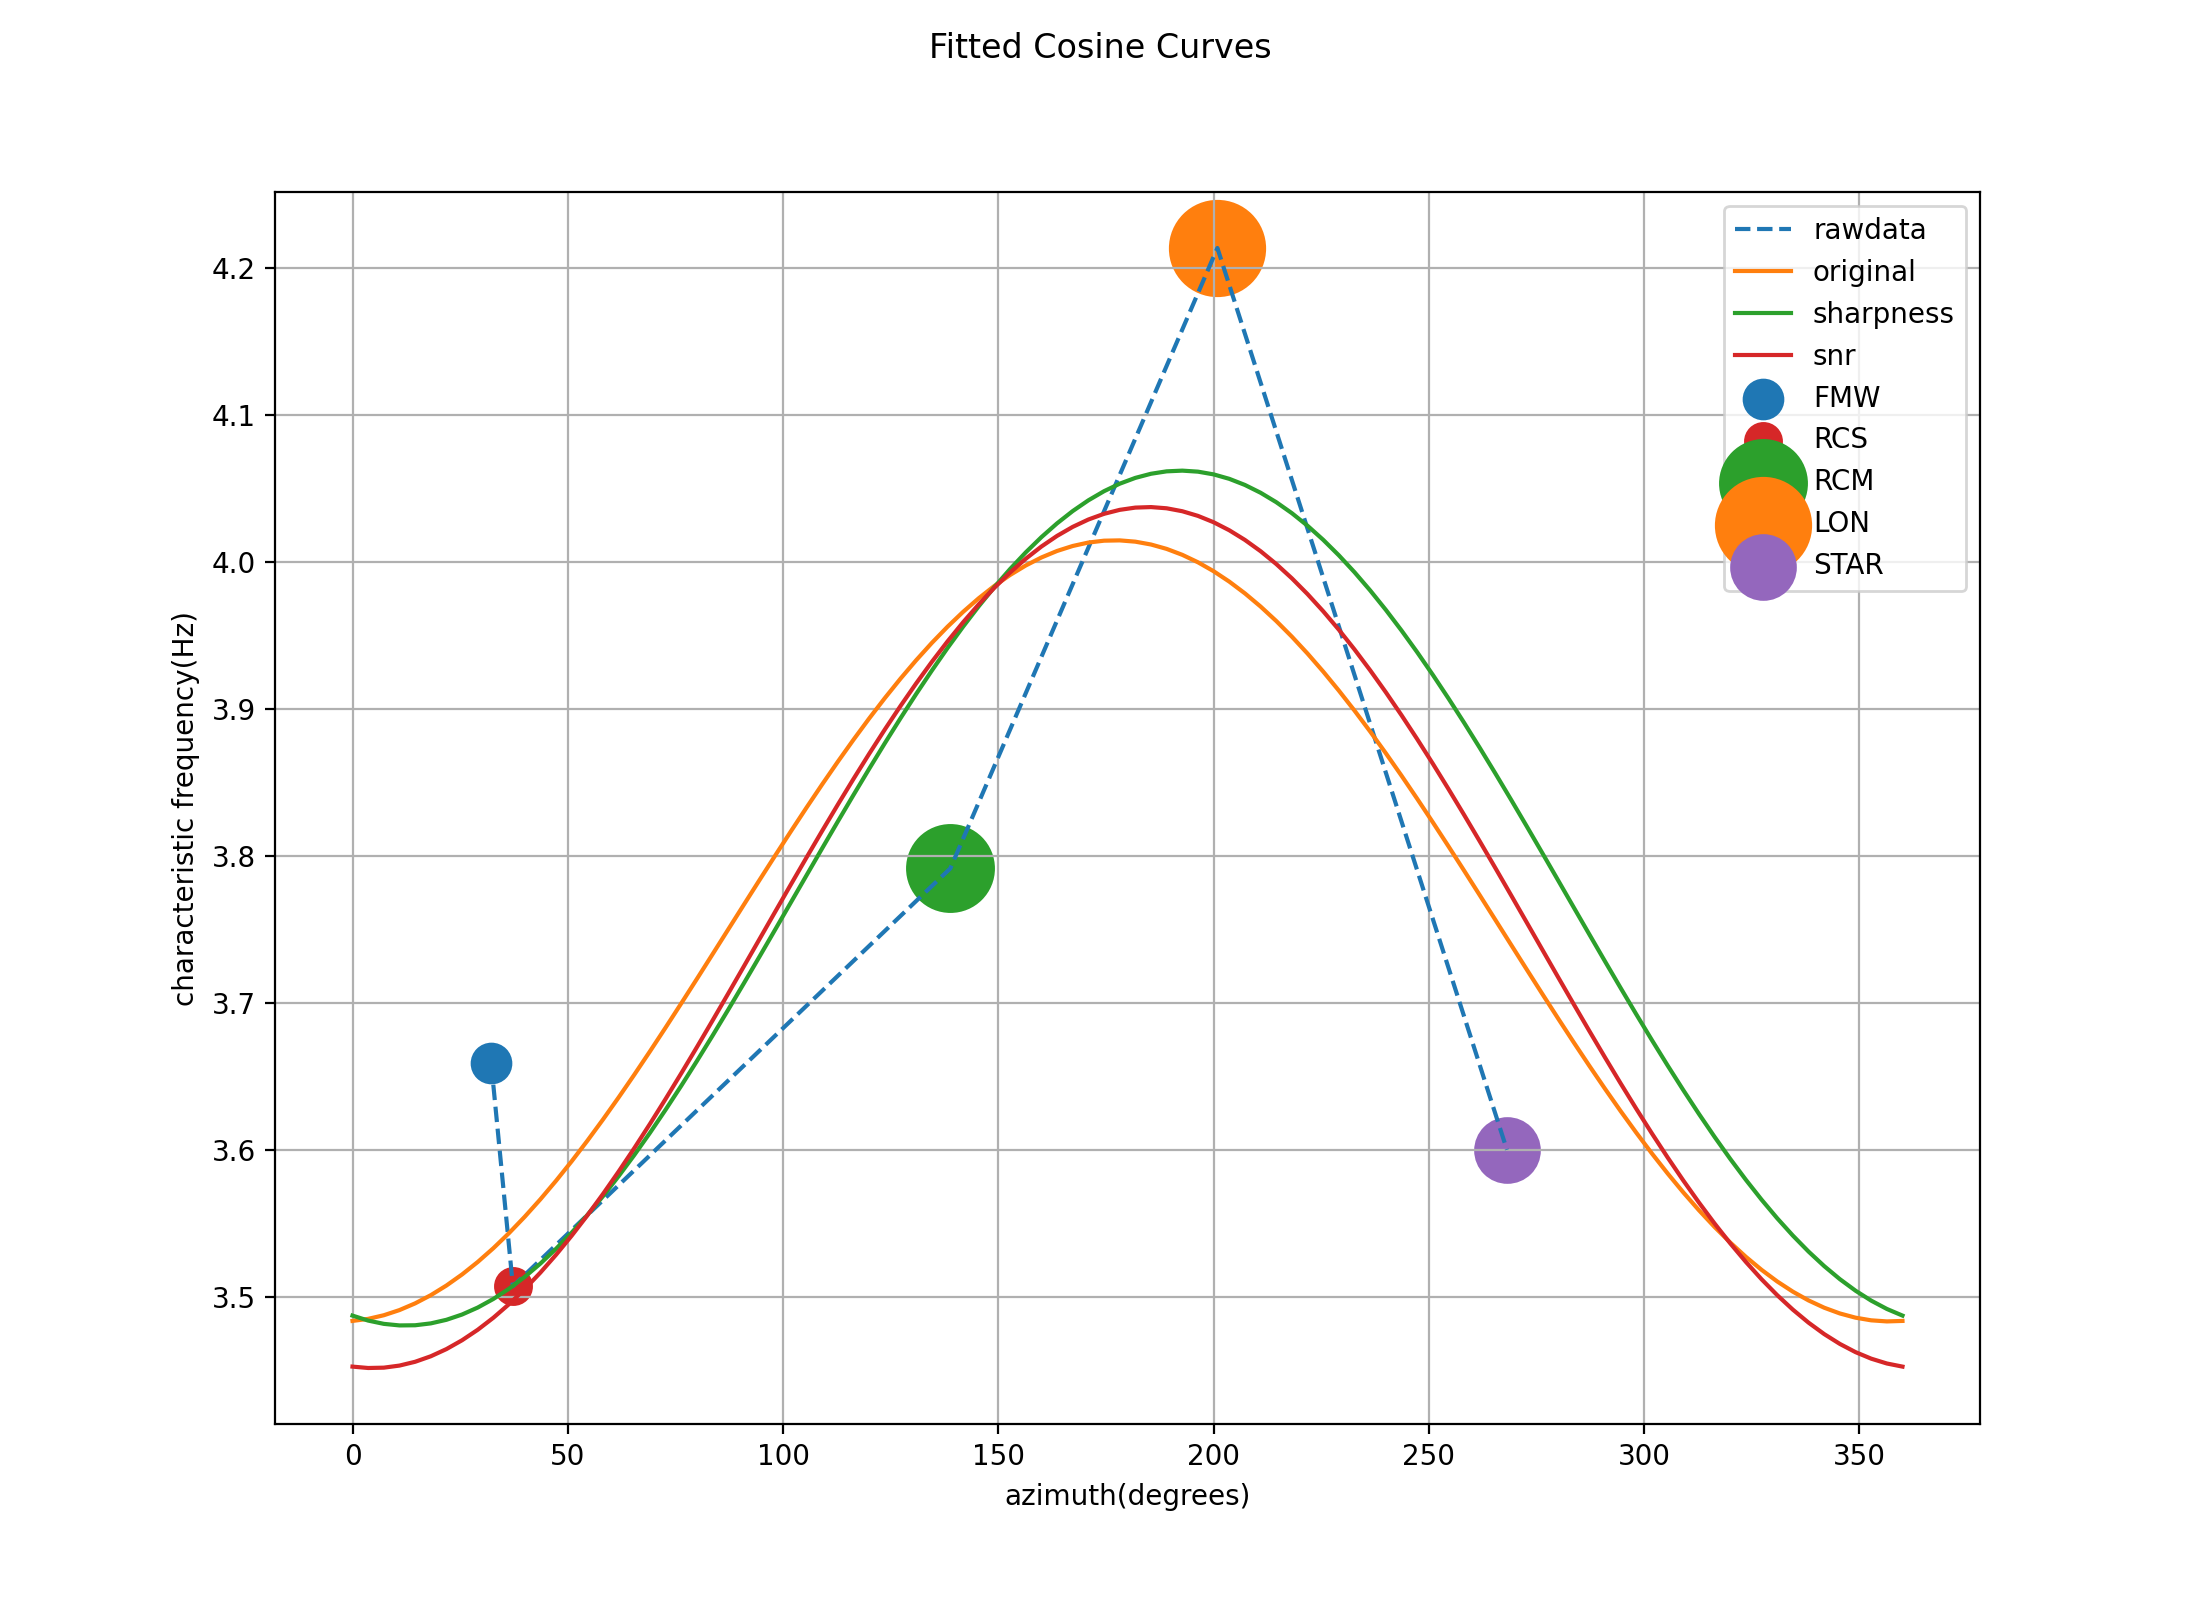 Fitted Cosine Curves
rawdata
original
sharpness
snr
FMW
RCS
RCM
LON
STAR
4.2
4.1
4.0
3.9
3.8
3.7
3.6
3.5
characteristic frequency(Hz)
0 50 100 150 200 250 300 350
azimuth(degrees)